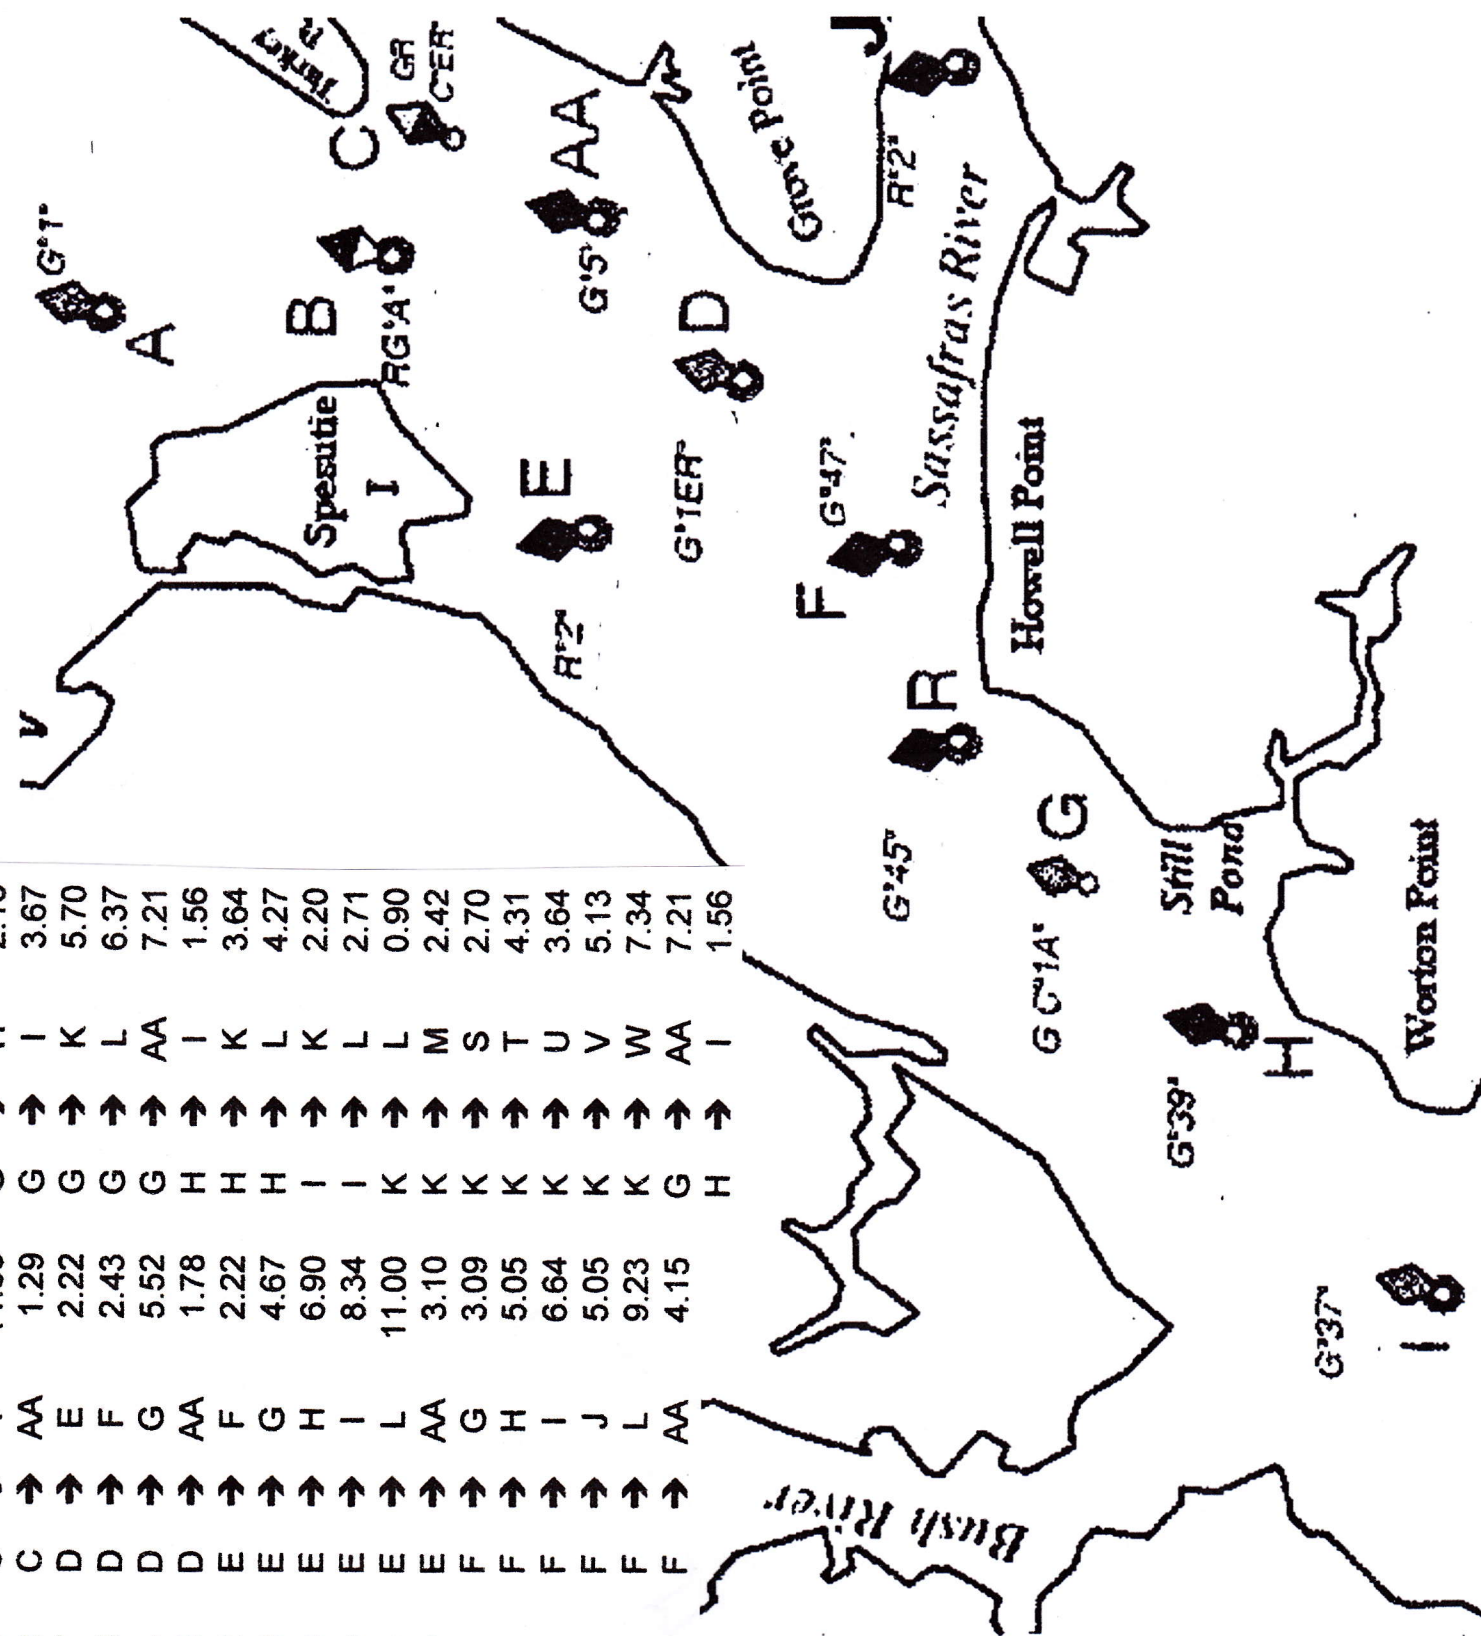 C → AA 1.29 G → I 3.67
D → E 2.22 G → K 5.70
D → F 2.43 G → L 6.37
D → G 5.52 G → AA 7.21
D → AA 1.78 H → I 1.56
E → F 2.22 H → K 3.64
E → G 4.67 H → L 4.27
E → H 6.90 I → K 2.20
E → I 8.34 I → L 2.71
E → L 11.00 K → L 0.90
E → AA 3.10 K → M 2.42
F → G 3.09 K → S 2.70
F → H 5.05 K → T 4.31
F → I 6.64 K → U 3.64
F → J 5.05 K → V 5.13
F → L 9.23 K → W 7.34
F → AA 4.15 G → AA 7.21
H → I 1.56
V
G"1"
A
Turkey
P
Spesutie
I
B
RG"A"
C
GR
C"ER"
E
R"2"
AA
G"5"
D
G"1ER"
Grove Point
J
R"2"
F
G"47"
Sassafras River
R
G"45"
Howell Point
G
G C"1A"
Still
Pond
H
G"39"
Worton Point
Bush River
G"37"
I